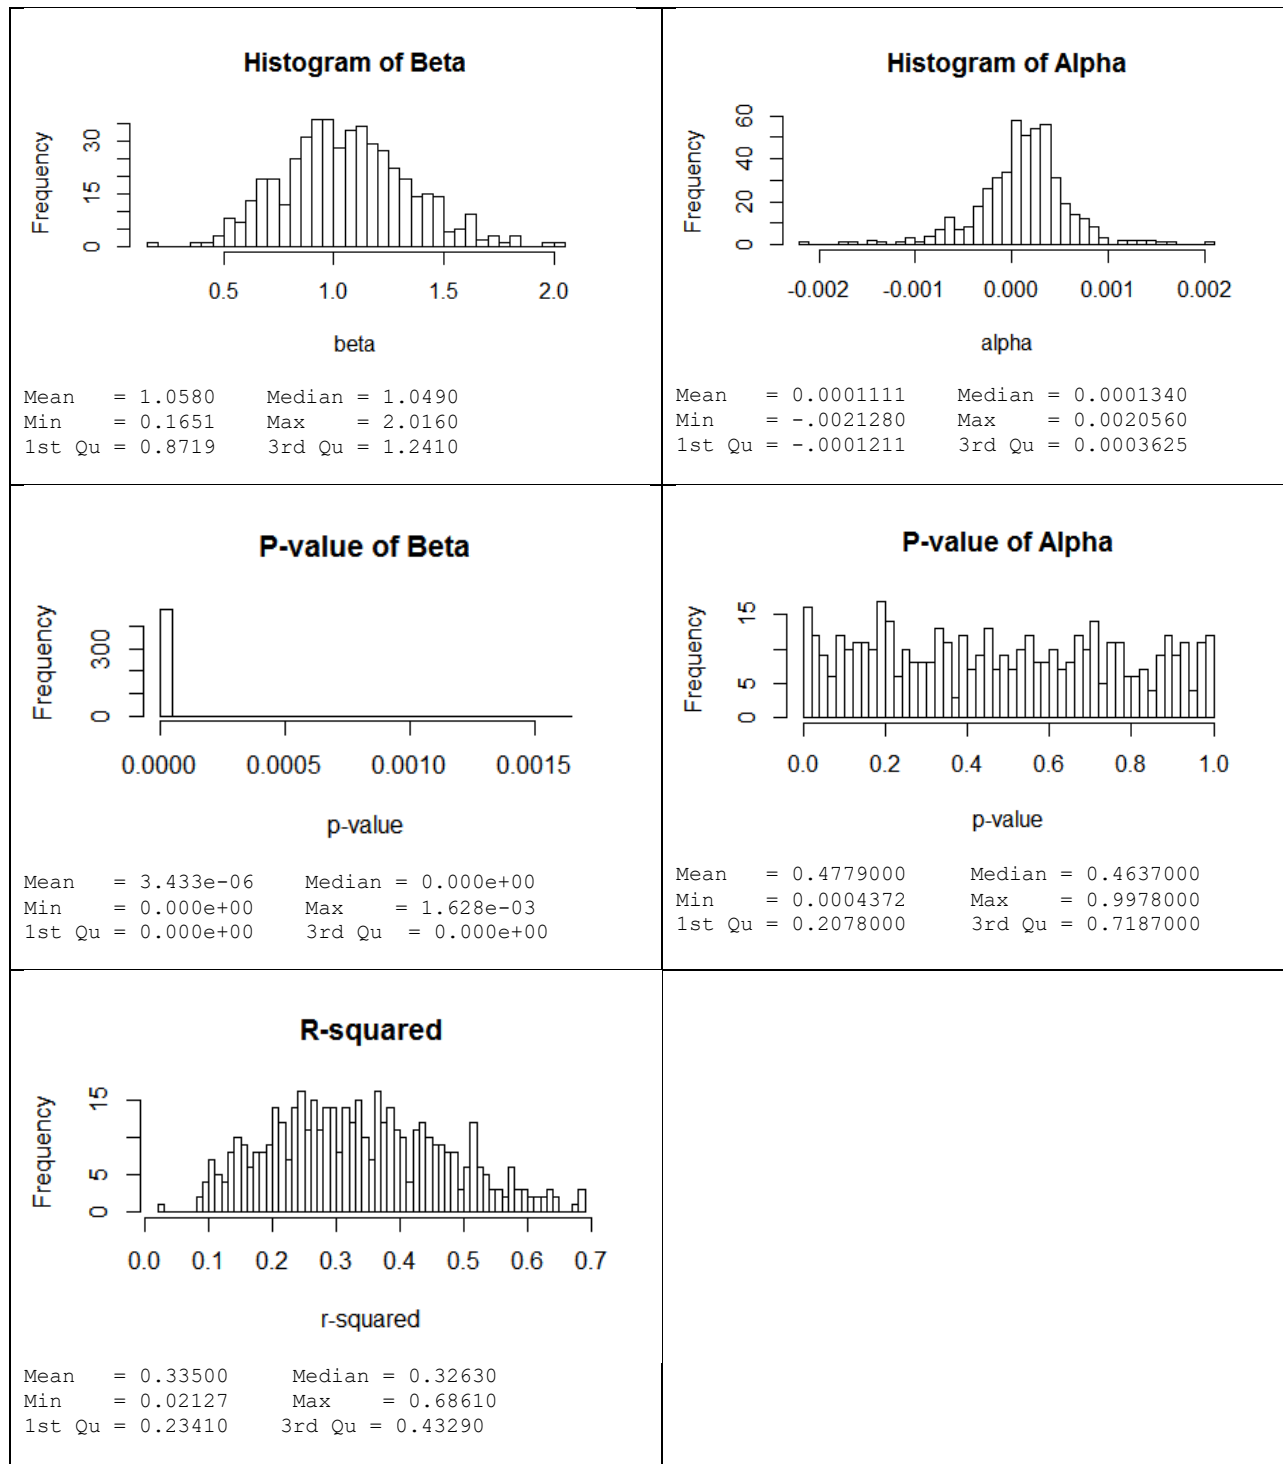 Histogram of Beta
Frequency
0 15 30
0.5 1.0 1.5 2.0
beta
Mean = 1.0580 Median = 1.0490
Min = 0.1651 Max = 2.0160
1st Qu = 0.8719 3rd Qu = 1.2410
Histogram of Alpha
Frequency
0 20 40 60
-0.002 -0.001 0.000 0.001 0.002
alpha
Mean = 0.0001111 Median = 0.0001340
Min = -.0021280 Max = 0.0020560
1st Qu = -.0001211 3rd Qu = 0.0003625
P-value of Beta
Frequency
0 300
0.0000 0.0005 0.0010 0.0015
p-value
Mean = 3.433e-06 Median = 0.000e+00
Min = 0.000e+00 Max = 1.628e-03
1st Qu = 0.000e+00 3rd Qu = 0.000e+00
P-value of Alpha
Frequency
0 5 15
0.0 0.2 0.4 0.6 0.8 1.0
p-value
Mean = 0.4779000 Median = 0.4637000
Min = 0.0004372 Max = 0.9978000
1st Qu = 0.2078000 3rd Qu = 0.7187000
R-squared
Frequency
0 5 15
0.0 0.1 0.2 0.3 0.4 0.5 0.6 0.7
r-squared
Mean = 0.33500 Median = 0.32630
Min = 0.02127 Max = 0.68610
1st Qu = 0.23410 3rd Qu = 0.43290